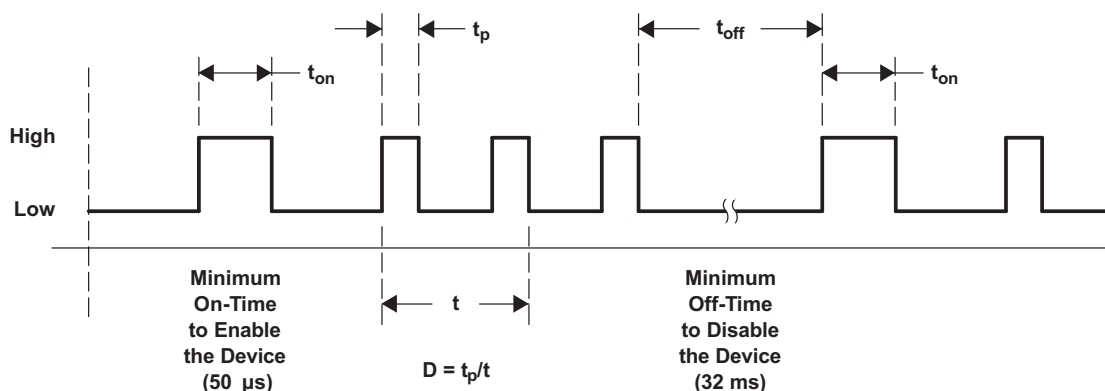 tp
toff
ton
ton
High
Low
Minimum
On-Time
to Enable
the Device
(50 µs)
t
D = tp/t
Minimum
Off-Time
to Disable
the Device
(32 ms)